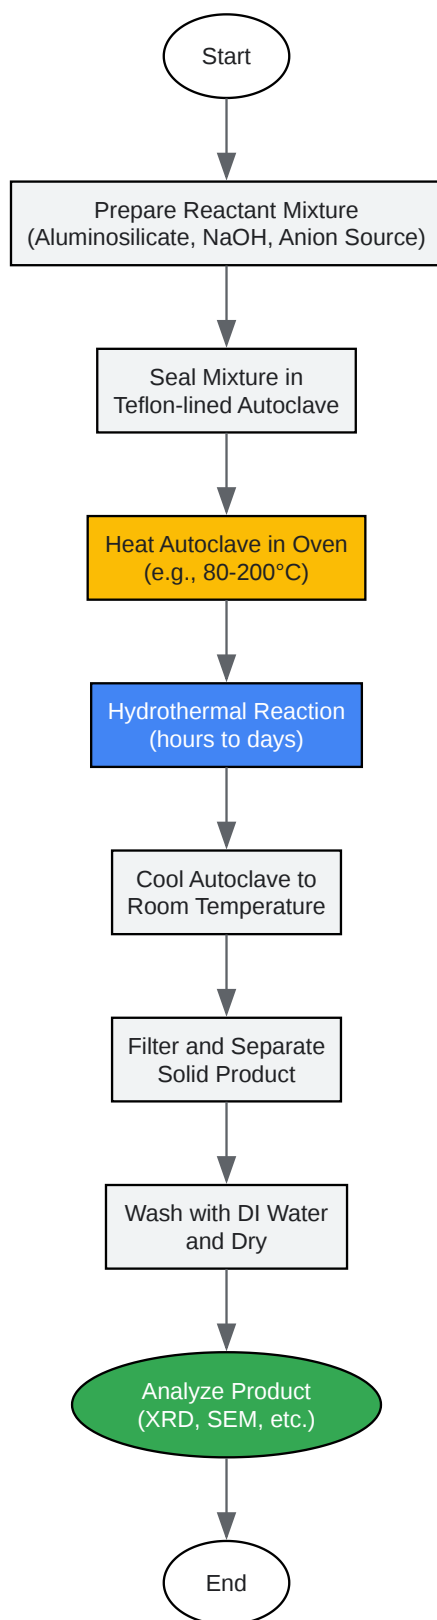 Start
Prepare Reactant Mixture
(Aluminosilicate, NaOH, Anion Source)
Seal Mixture in
Teflon-lined Autoclave
Heat Autoclave in Oven
(e.g., 80-200°C)
Hydrothermal Reaction
(hours to days)
Cool Autoclave to
Room Temperature
Filter and Separate
Solid Product
Wash with DI Water
and Dry
Analyze Product
(XRD, SEM, etc.)
End